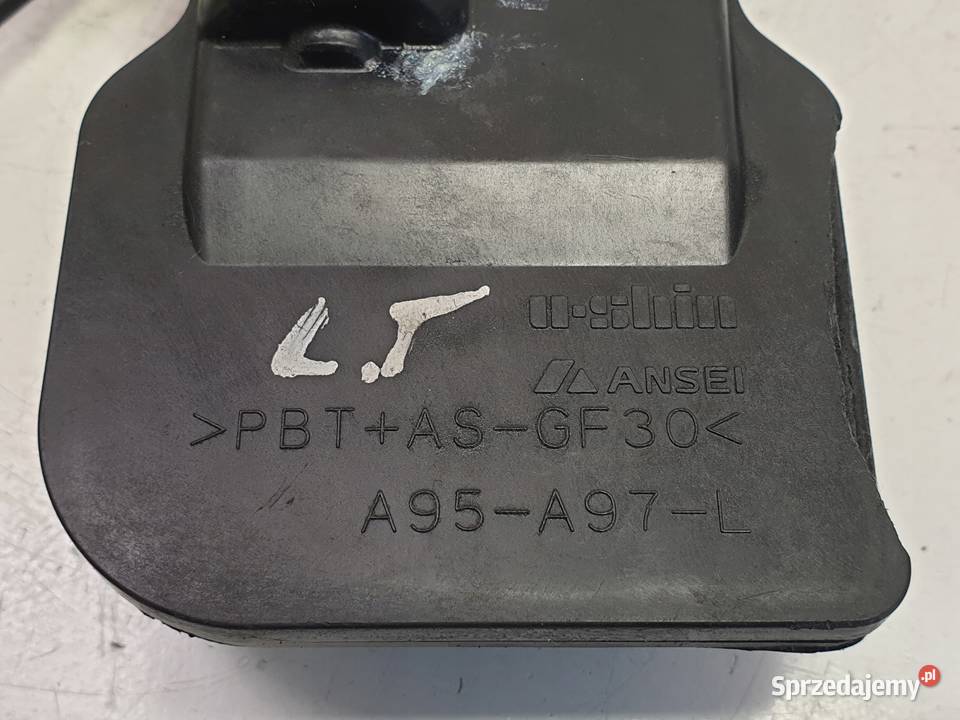 L.T
u-shin
ANSEI
>PBT+AS-GF30<
A95-A97-L
Sprzedajemy.pl